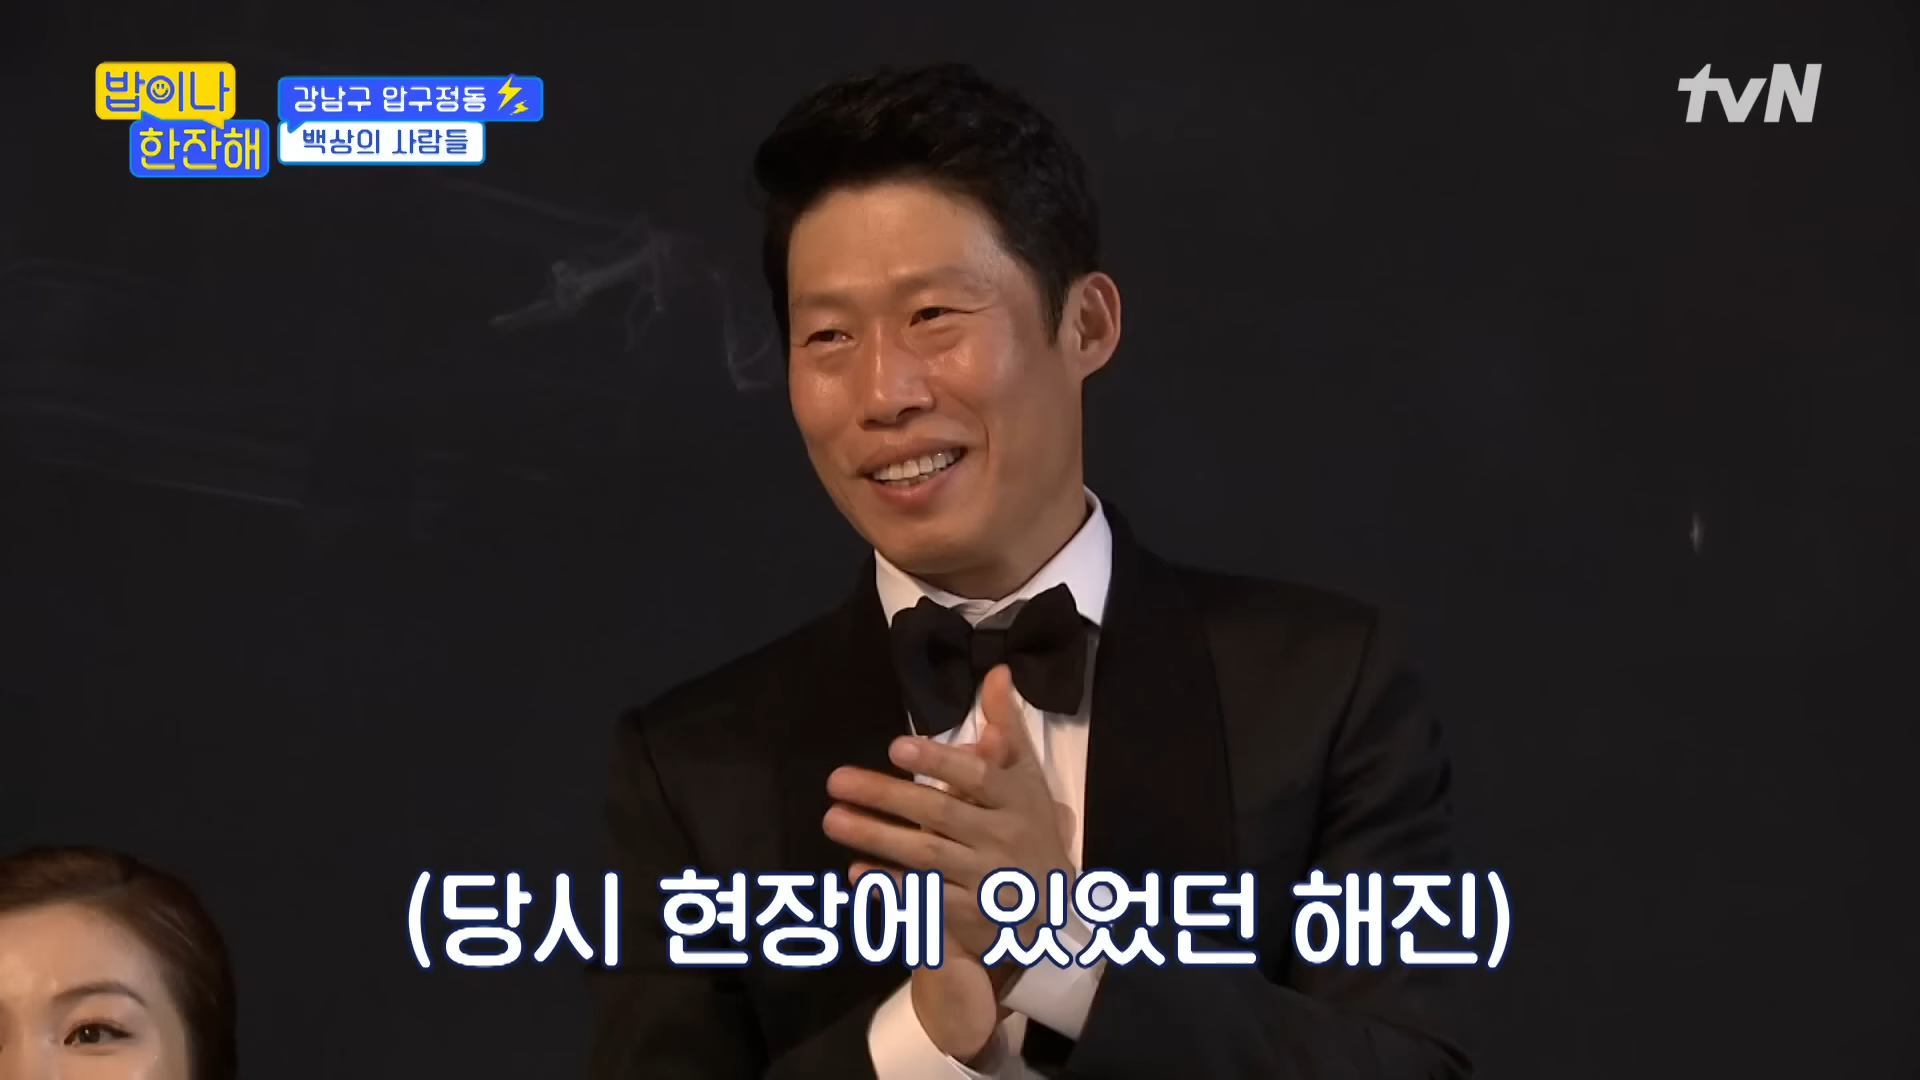 밥이나
한잔해
강남구 압구정동
백상의 사람들
tvN
(당시 현장에 있었던 해진)